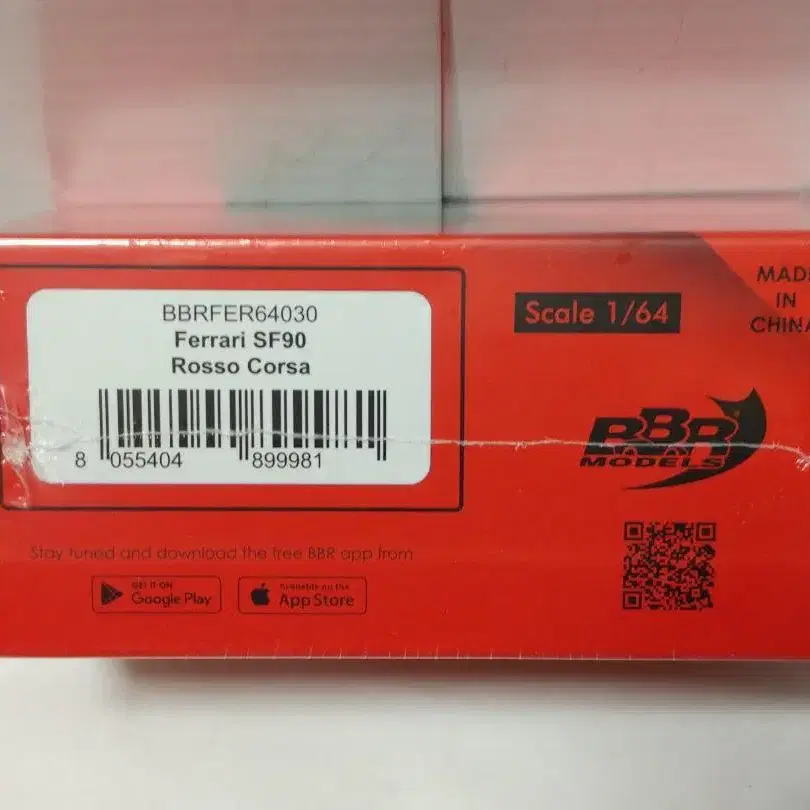 BBRFER64030
Ferrari SF90
Rosso Corsa
8 055404 899981
Scale 1/64
MADE
IN
CHINA
BBR
MODELS
Stay tuned and download the free BBR app from
GET IT ON
Google Play
Available on the
App Store